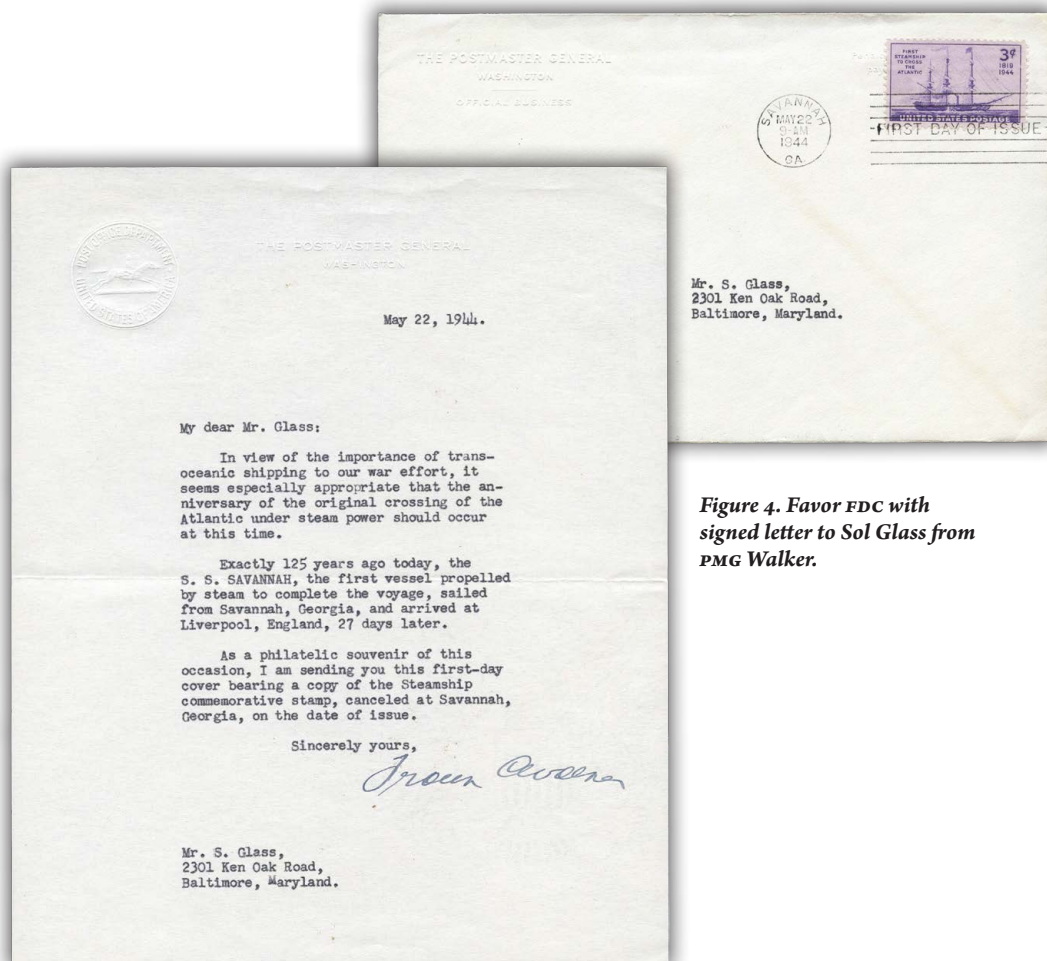 THE POSTMASTER GENERAL
WASHINGTON
OFFICIAL BUSINESS
SAVANNAH
MAY 22
9-AM
1944
GA.
FIRST
STEAMSHIP
TO CROSS
THE
ATLANTIC
3¢
1819
1944
UNITED STATES POSTAGE
FIRST DAY OF ISSUE
Mr. S. Glass,
2301 Ken Oak Road,
Baltimore, Maryland.
POST OFFICE DEPARTMENT
UNITED STATES OF AMERICA
THE POSTMASTER GENERAL
WASHINGTON
May 22, 1944.
My dear Mr. Glass:
In view of the importance of trans-
oceanic shipping to our war effort, it
seems especially appropriate that the an-
niversary of the original crossing of the
Atlantic under steam power should occur
at this time.
Exactly 125 years ago today, the
S. S. SAVANNAH, the first vessel propelled
by steam to complete the voyage, sailed
from Savannah, Georgia, and arrived at
Liverpool, England, 27 days later.
As a philatelic souvenir of this
occasion, I am sending you this first-day
cover bearing a copy of the Steamship
commemorative stamp, canceled at Savannah,
Georgia, on the date of issue.
Sincerely yours,
Mr. S. Glass,
2301 Ken Oak Road,
Baltimore, Maryland.
Figure 4. Favor FDC with
signed letter to Sol Glass from
PMG Walker.